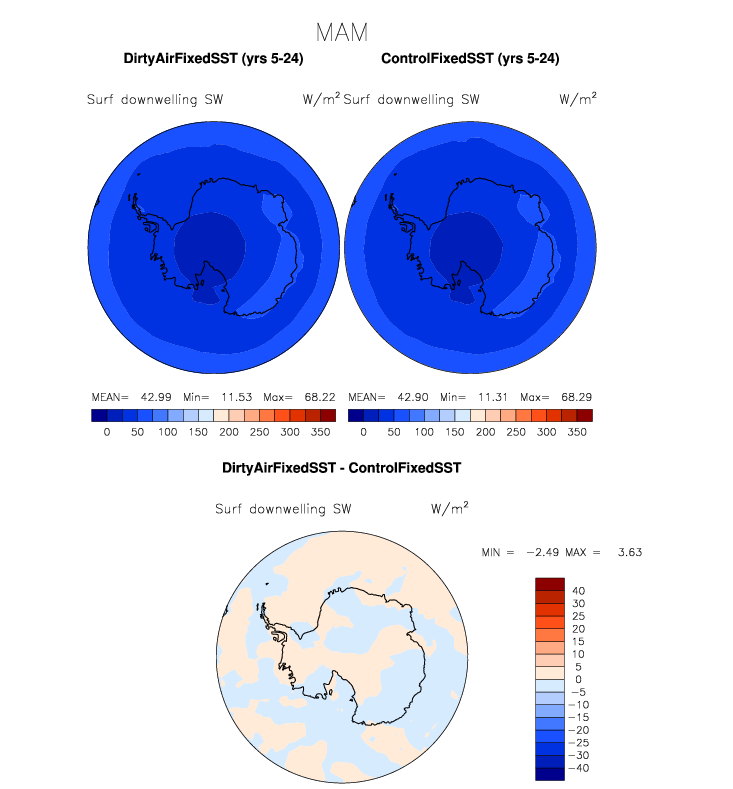 MAM
DirtyAirFixedSST (yrs 5-24) ControlFixedSST (yrs 5-24)
Surf downwelling SW W/m² Surf downwelling SW W/m²
MEAN= 42.99 Min= 11.53 Max= 68.22 MEAN= 42.90 Min= 11.31 Max= 68.29
0 50 100 150 200 250 300 350 0 50 100 150 200 250 300 350
DirtyAirFixedSST - ControlFixedSST
Surf downwelling SW W/m²
MIN = -2.49 MAX = 3.63
40
30
25
20
15
10
5
0
-5
-10
-15
-20
-25
-30
-40